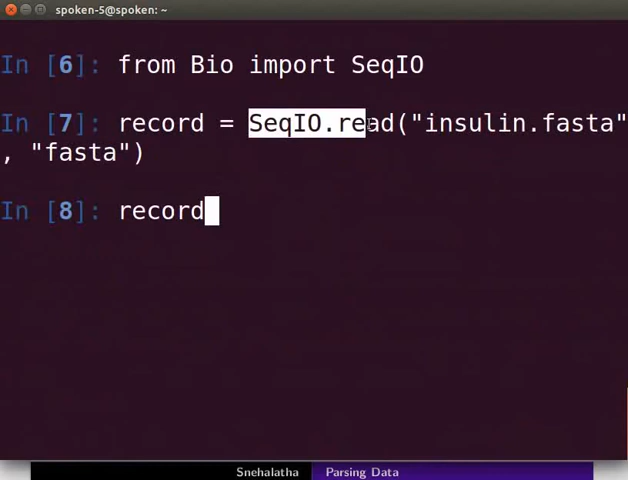 spoken-5@spoken: ~
In [6]: from Bio import SeqIO
In [7]: record = SeqIO.read("insulin.fasta"
, "fasta")
In [8]: record
Snehalatha Parsing Data